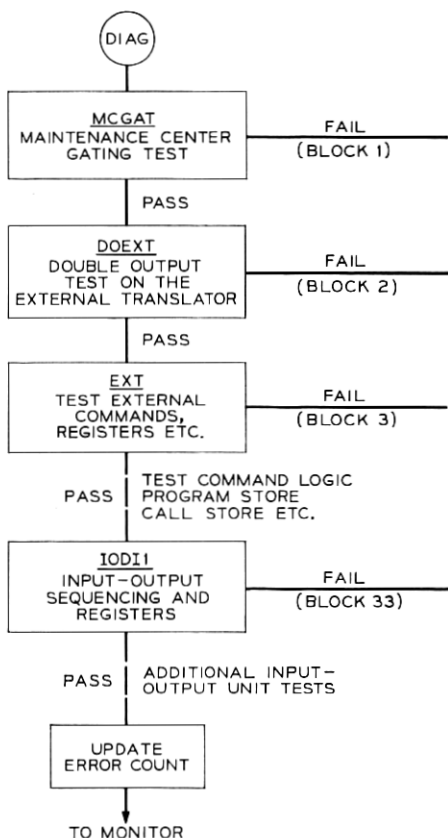 DIAG
MCGAT
MAINTENANCE CENTER
GATING TEST
FAIL
(BLOCK 1)
PASS
DOEXT
DOUBLE OUTPUT
TEST ON THE
EXTERNAL TRANSLATOR
FAIL
(BLOCK 2)
PASS
EXT
TEST EXTERNAL
COMMANDS,
REGISTERS ETC.
FAIL
(BLOCK 3)
PASS
TEST COMMAND LOGIC
PROGRAM STORE
CALL STORE ETC.
IODI1
INPUT-OUTPUT
SEQUENCING AND
REGISTERS
FAIL
(BLOCK 33)
PASS
ADDITIONAL INPUT-
OUTPUT UNIT TESTS
UPDATE
ERROR COUNT
TO MONITOR